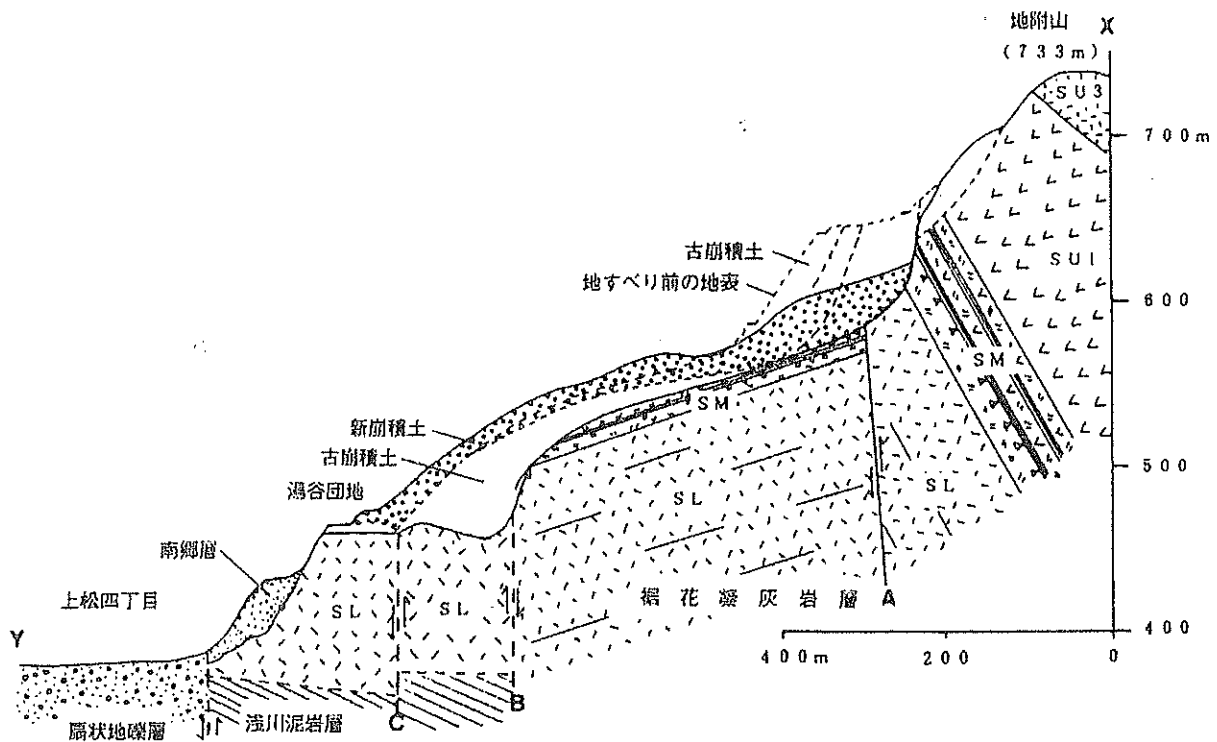 地附山 X
(733m)
SU3
700m
古崩積土
地すべり前の地表
SU1
600
SM
SM
新崩積土
古崩積土
湯谷団地
500
SL
SL
南郷層
上松四丁目
SL
SL
裾花凝灰岩層 A
Y
400
400m 200 0
B
扇状地礫層
浅川泥岩層
C